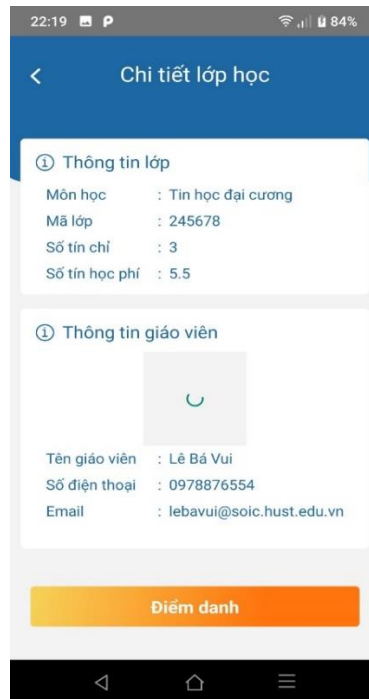 22:19 P 84%
Chi tiết lớp học
Thông tin lớp
Môn học : Tin học đại cương
Mã lớp : 245678
Số tín chỉ : 3
Số tín học phí : 5.5
Thông tin giáo viên
Tên giáo viên : Lê Bá Vui
Số điện thoại : 0978876554
Email : lebavui@soic.hust.edu.vn
Điểm danh